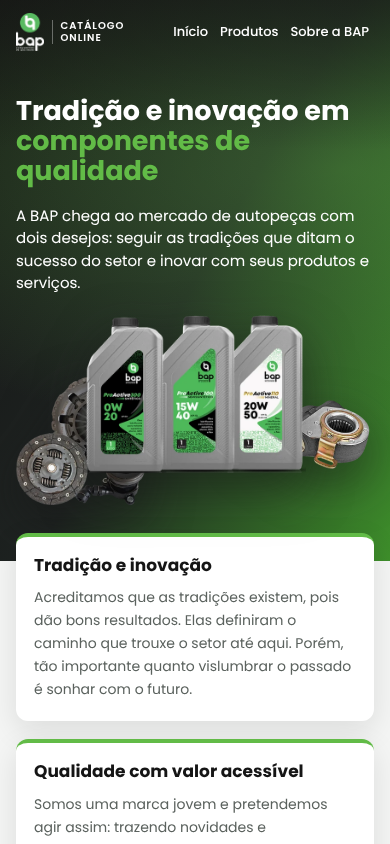 bap
CATÁLOGO
ONLINE
Início Produtos Sobre a BAP
Tradição e inovação em
componentes de
qualidade
A BAP chega ao mercado de autopeças com
dois desejos: seguir as tradições que ditam o
sucesso do setor e inovar com seus produtos e
serviços.
bap
0W
20
bap
15W
40
bap
20W
50
Tradição e inovação
Acreditamos que as tradições existem, pois
dão bons resultados. Elas definiram o
caminho que trouxe o setor até aqui. Porém,
tão importante quanto vislumbrar o passado
é sonhar com o futuro.
Qualidade com valor acessível
Somos uma marca jovem e pretendemos
agir assim: trazendo novidades e